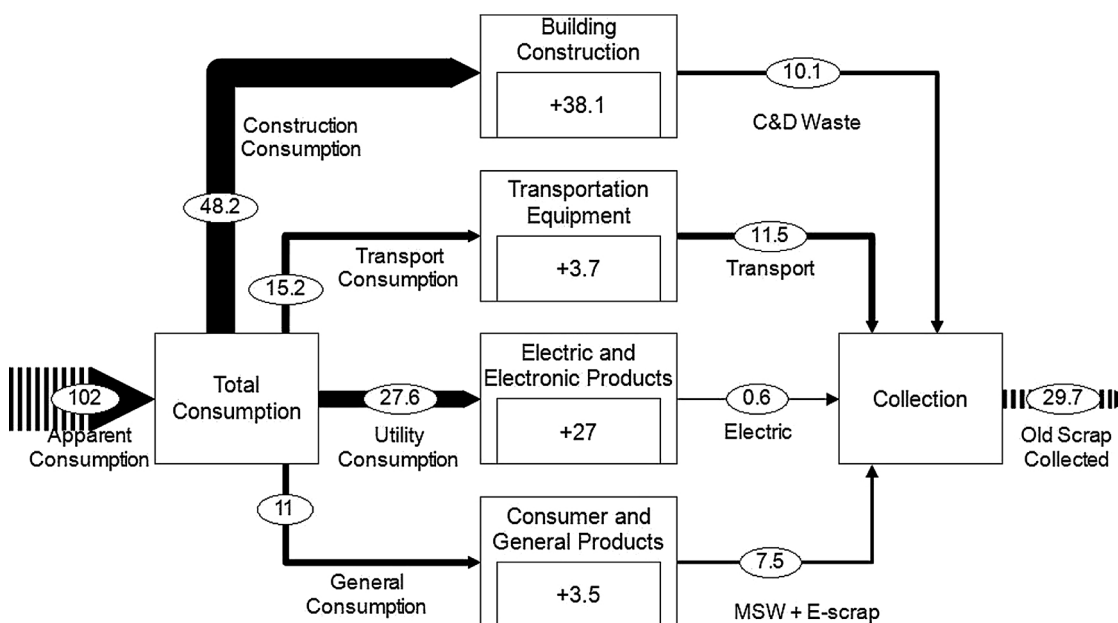 Building
Construction
+38.1
10.1
C&D Waste
Construction
Consumption
48.2
Transportation
Equipment
+3.7
11.5
Transport
Transport
Consumption
15.2
102
Apparent
Consumption
Total
Consumption
27.6
Utility
Consumption
Electric and
Electronic Products
+27
0.6
Electric
Collection
29.7
Old Scrap
Collected
11
General
Consumption
Consumer and
General Products
+3.5
7.5
MSW + E-scrap